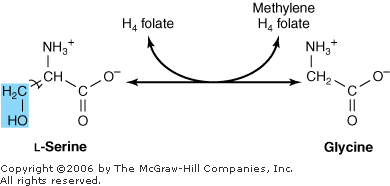 H4 folate
Methylene
H4 folate
NH3+
CH
H2C
HO
C
O−
O
NH3+
CH2
C
O−
O
L-Serine
Glycine
Copyright ©2006 by The McGraw-Hill Companies, Inc.
All rights reserved.